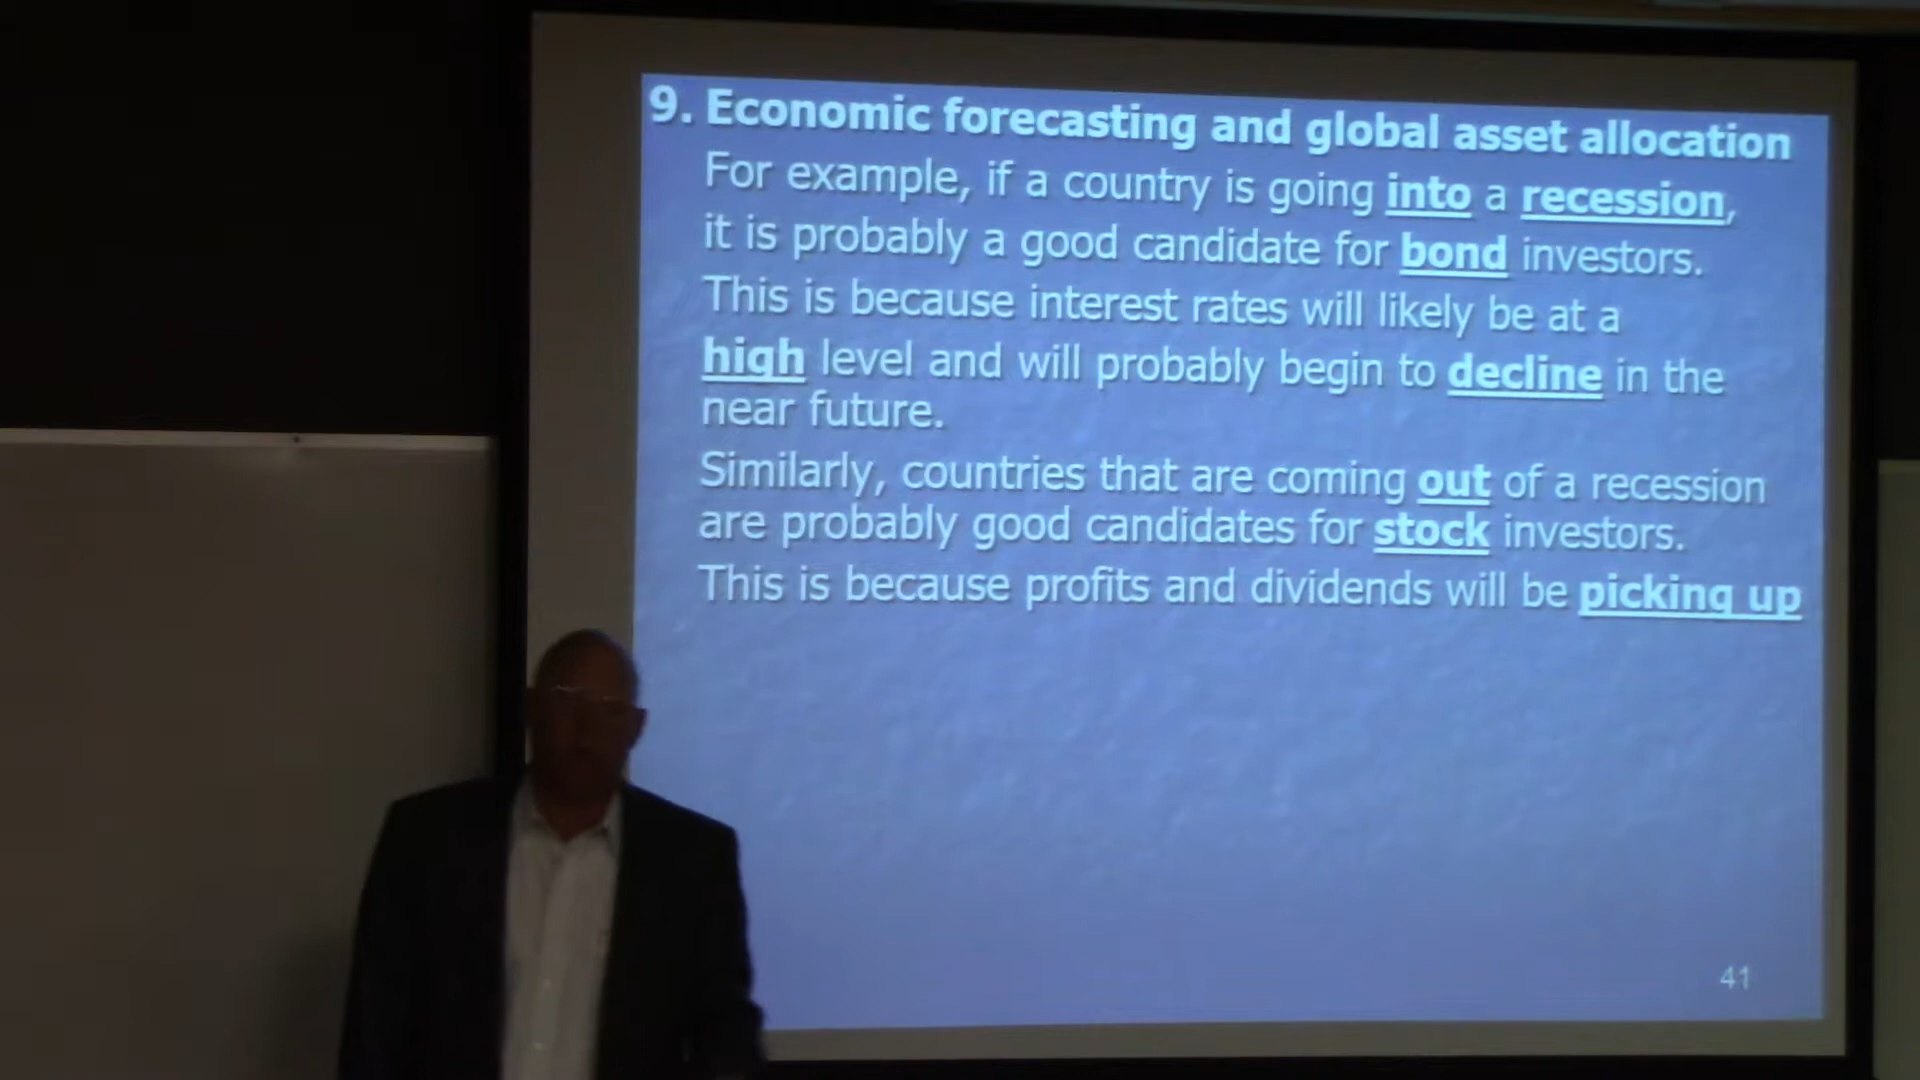 9. Economic forecasting and global asset allocation
For example, if a country is going into a recession,
it is probably a good candidate for bond investors.
This is because interest rates will likely be at a
high level and will probably begin to decline in the
near future.
Similarly, countries that are coming out of a recession
are probably good candidates for stock investors.
This is because profits and dividends will be picking up
41